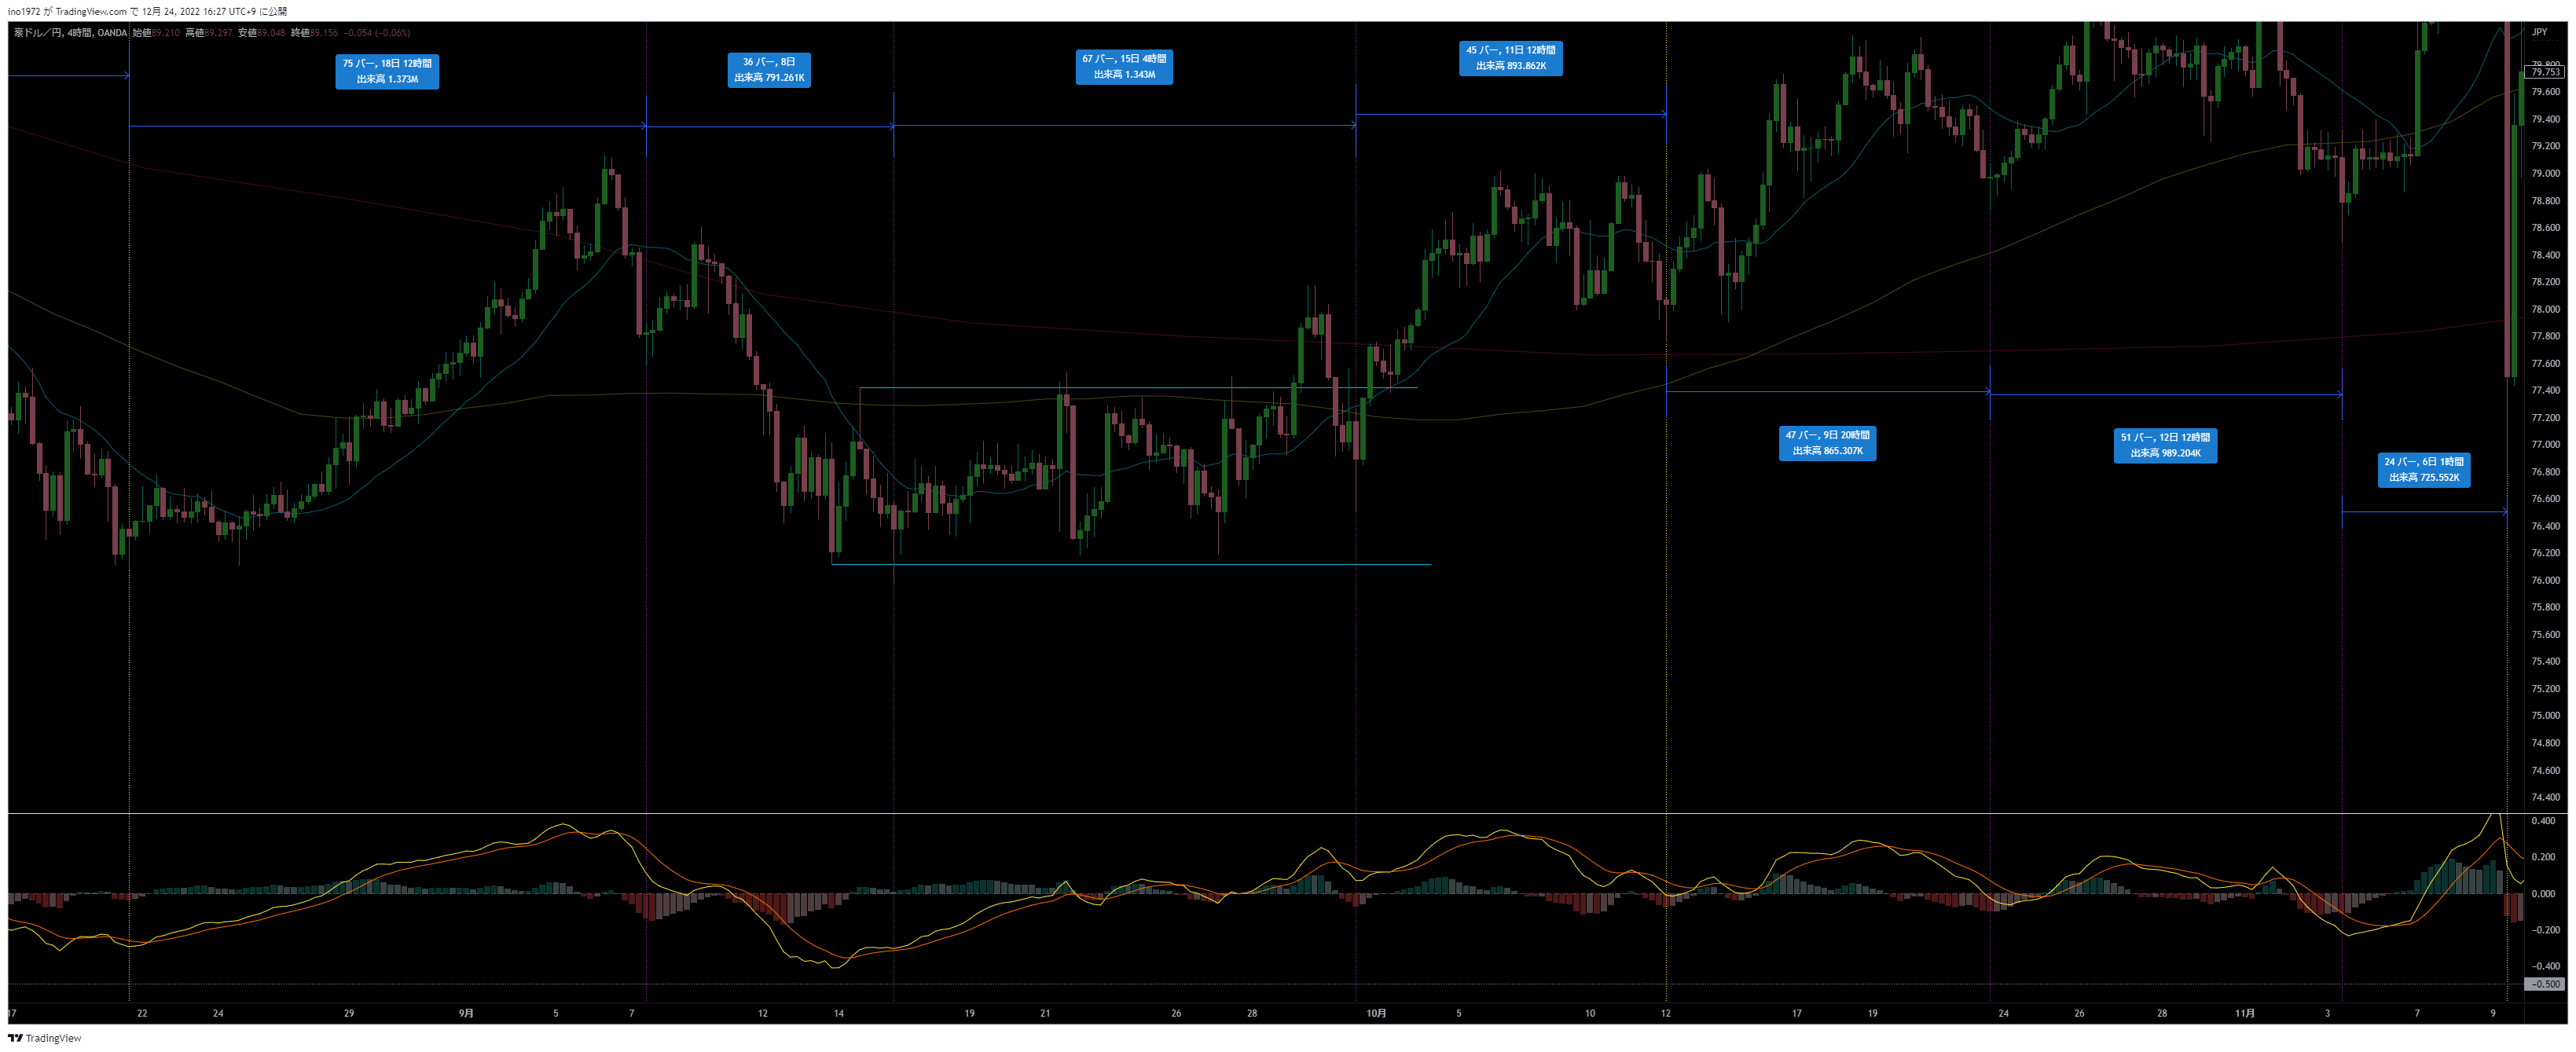 ino1972 が TradingView.com で 12月 24, 2022 16:27 UTC+9 に公開
豪ドル／円, 4時間, OANDA 始値89.210 高値89.297 安値89.048 終値89.156 −0.054 (−0.06%)
JPY
75 バー, 18日 12時間
出来高 1.373M
36 バー, 8日
出来高 791.261K
67 バー, 15日 4時間
出来高 1.343M
45 バー, 11日 12時間
出来高 893.862K
47 バー, 9日 20時間
出来高 865.307K
51 バー, 12日 12時間
出来高 989.204K
24 バー, 6日 1時間
出来高 725.552K
79.800
79.753
79.600
79.400
79.200
79.000
78.800
78.600
78.400
78.200
78.000
77.800
77.600
77.400
77.200
77.000
76.800
76.600
76.400
76.200
76.000
75.800
75.600
75.400
75.200
75.000
74.800
74.600
74.400
0.400
0.200
0.000
−0.200
−0.400
−0.500
17 22 24 29 9月 5 7 12 14 19 21 26 28 10月 5 10 12 17 19 24 26 28 11月 3 7 9
TradingView